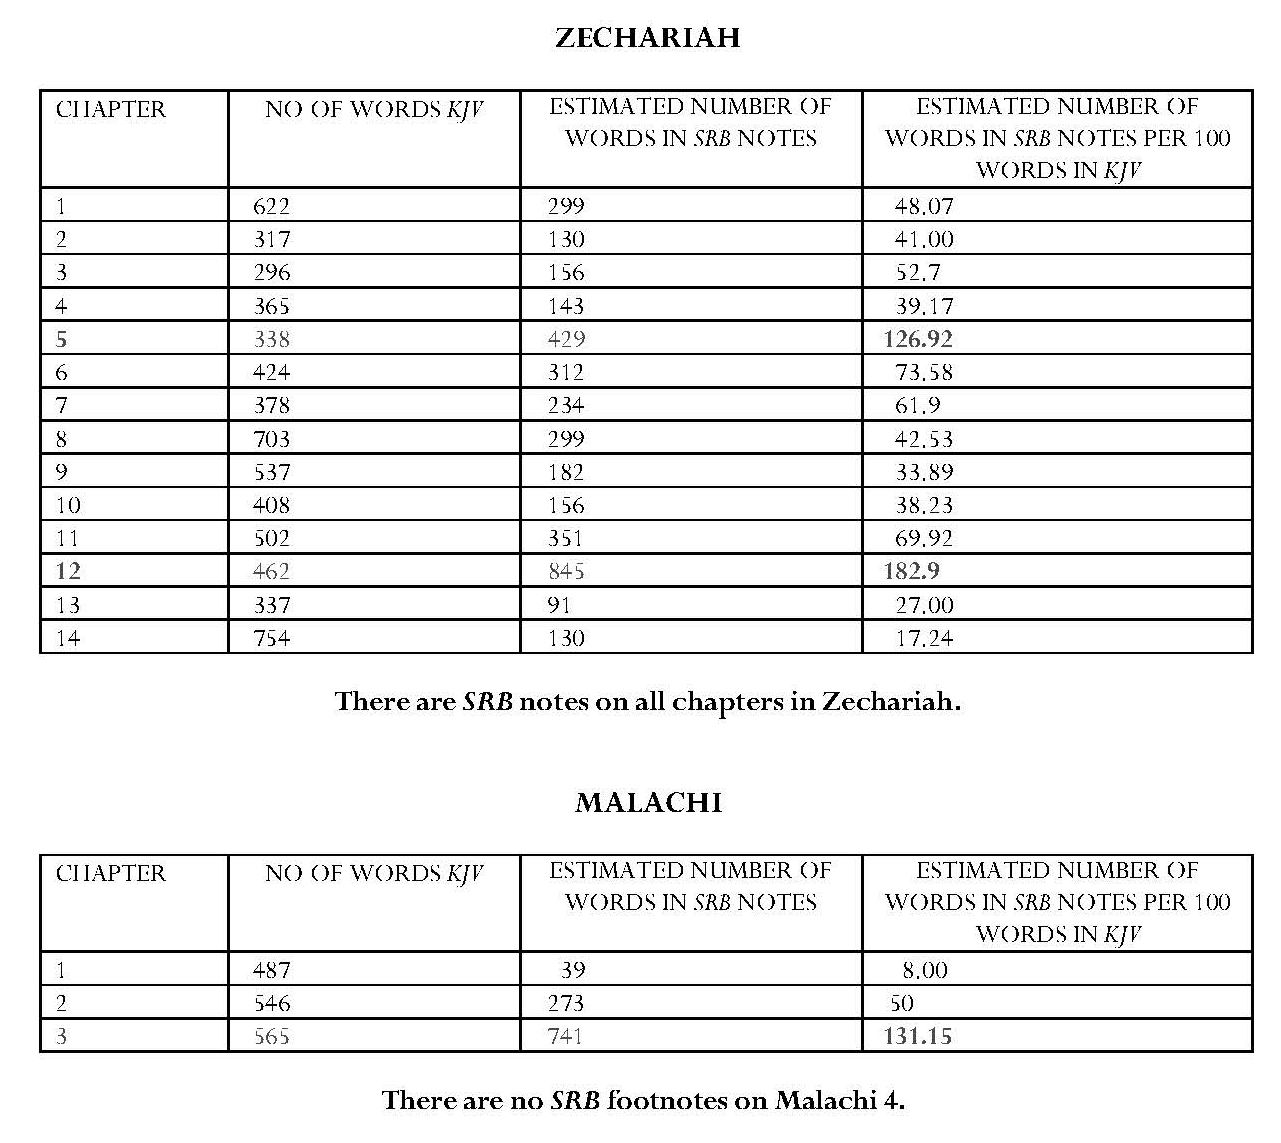 ZECHARIAH
CHAPTER NO OF WORDS KJV ESTIMATED NUMBER OF WORDS IN SRB NOTES ESTIMATED NUMBER OF WORDS IN SRB NOTES PER 100 WORDS IN KJV
1 622 299 48.07
2 317 130 41.00
3 296 156 52.7
4 365 143 39.17
5 338 429 126.92
6 424 312 73.58
7 378 234 61.9
8 703 299 42.53
9 537 182 33.89
10 408 156 38.23
11 502 351 69.92
12 462 845 182.9
13 337 91 27.00
14 754 130 17.24
There are SRB notes on all chapters in Zechariah.
MALACHI
CHAPTER NO OF WORDS KJV ESTIMATED NUMBER OF WORDS IN SRB NOTES ESTIMATED NUMBER OF WORDS IN SRB NOTES PER 100 WORDS IN KJV
1 487 39 8.00
2 546 273 50
3 565 741 131.15
There are no SRB footnotes on Malachi 4.